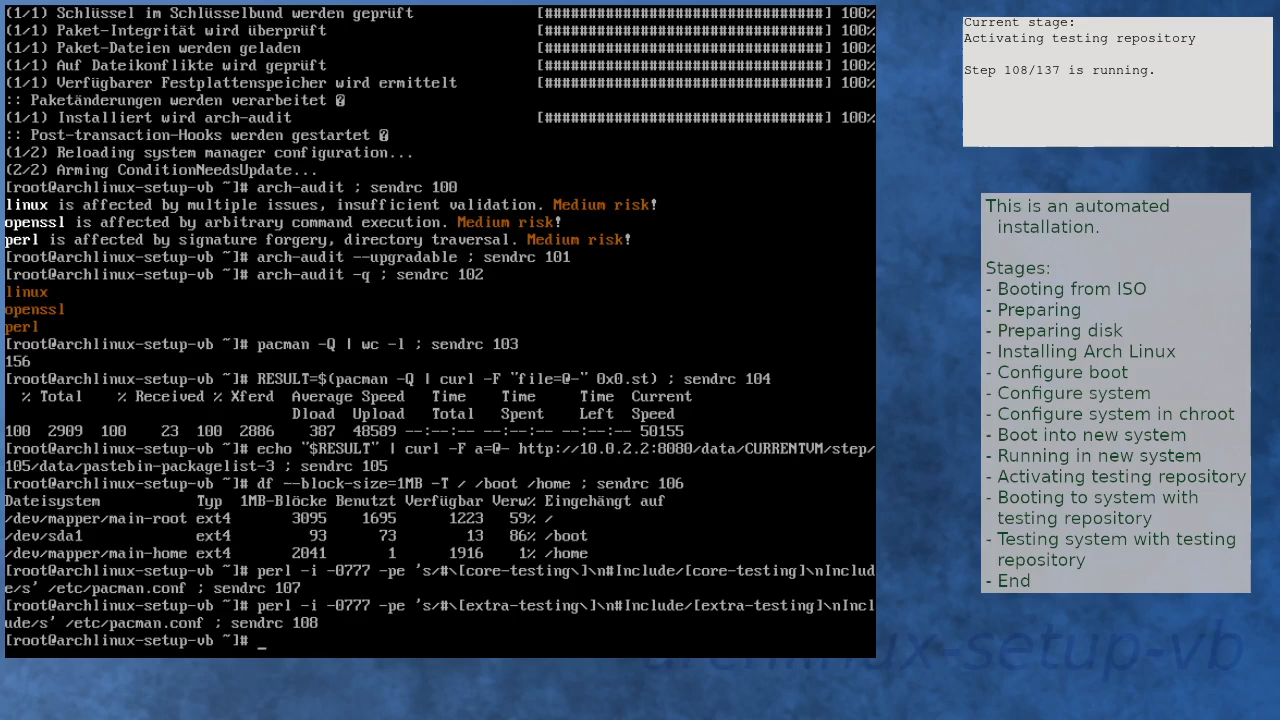 (1/1) Schlüssel im Schlüsselbund werden geprüft [################################] 100%
(1/1) Paket-Integrität wird überprüft [################################] 100%
(1/1) Paket-Dateien werden geladen [################################] 100%
(1/1) Auf Dateikonflikte wird geprüft [################################] 100%
(1/1) Verfügbarer Festplattenspeicher wird ermittelt [################################] 100%
:: Paketänderungen werden verarbeitet �
(1/1) Installiert wird arch-audit [################################] 100%
:: Post-transaction-Hooks werden gestartet �
(1/2) Reloading system manager configuration...
(2/2) Arming ConditionNeedsUpdate...
[root@archlinux-setup-vb ~]# arch-audit ; sendrc 100
linux is affected by multiple issues, insufficient validation. Medium risk!
openssl is affected by arbitrary command execution. Medium risk!
perl is affected by signature forgery, directory traversal. Medium risk!
[root@archlinux-setup-vb ~]# arch-audit --upgradable ; sendrc 101
[root@archlinux-setup-vb ~]# arch-audit -q ; sendrc 102
linux
openssl
perl
[root@archlinux-setup-vb ~]# pacman -Q | wc -l ; sendrc 103
156
[root@archlinux-setup-vb ~]# RESULT=$(pacman -Q | curl -F "file=@-" 0x0.st) ; sendrc 104
% Total % Received % Xferd Average Speed Time Time Time Current
Dload Upload Total Spent Left Speed
100 2909 100 23 100 2886 387 48589 --:--:-- --:--:-- --:--:-- 50155
[root@archlinux-setup-vb ~]# echo "$RESULT" | curl -F a=@- http://10.0.2.2:8080/data/CURRENTVM/step/
105/data/pastebin-packagelist-3 ; sendrc 105
[root@archlinux-setup-vb ~]# df --block-size=1MB -T / /boot /home ; sendrc 106
Dateisystem Typ 1MB-Blöcke Benutzt Verfügbar Verw% Eingehängt auf
/dev/mapper/main-root ext4 3095 1695 1223 59% /
/dev/sda1 ext4 93 73 13 86% /boot
/dev/mapper/main-home ext4 2041 1 1916 1% /home
[root@archlinux-setup-vb ~]# perl -i -0777 -pe 's/#\[core-testing\]\n#Include/[core-testing]\nInclud
e/s' /etc/pacman.conf ; sendrc 107
[root@archlinux-setup-vb ~]# perl -i -0777 -pe 's/#\[extra-testing\]\n#Include/[extra-testing]\nIncl
ude/s' /etc/pacman.conf ; sendrc 108
[root@archlinux-setup-vb ~]# _
Current stage:
Activating testing repository
Step 108/137 is running.
This is an automated
installation.
Stages:
- Booting from ISO
- Preparing
- Preparing disk
- Installing Arch Linux
- Configure boot
- Configure system
- Configure system in chroot
- Boot into new system
- Running in new system
- Activating testing repository
- Booting to system with
testing repository
- Testing system with testing
repository
- End
archlinux-setup-vb